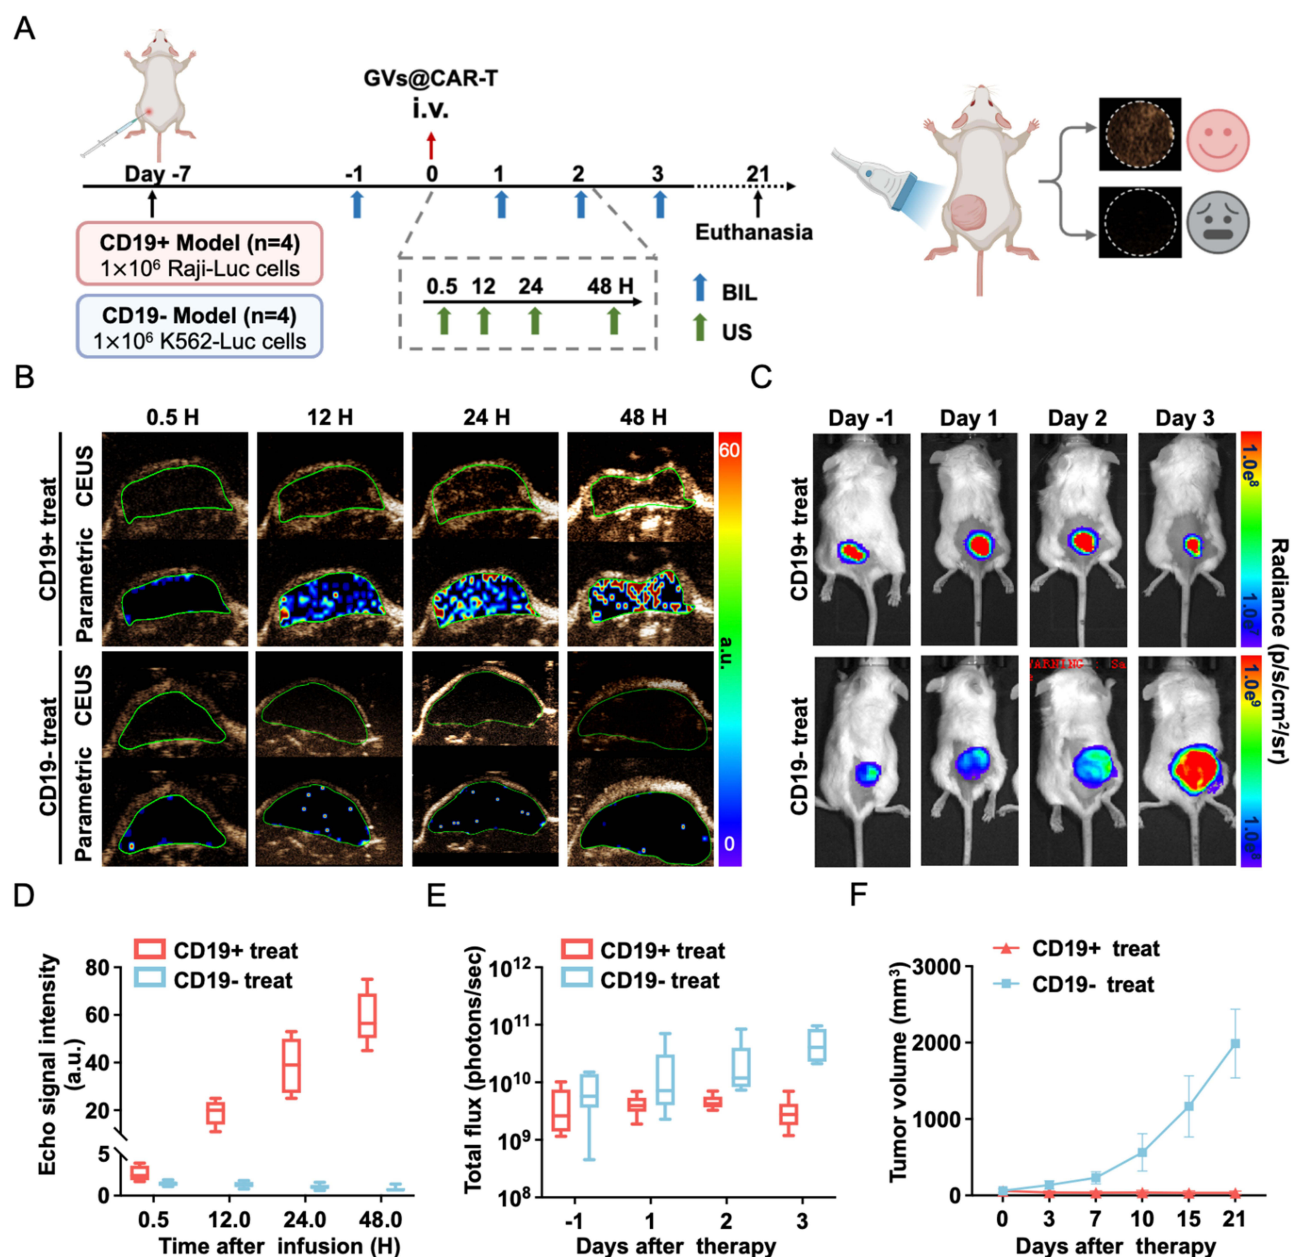 A
GVs@CAR-T
i.v.
Day -7
-1
0
1
2
3
21
Euthanasia
CD19+ Model (n=4)
1×10⁶ Raji-Luc cells
CD19- Model (n=4)
1×10⁶ K562-Luc cells
0.5 12 24 48 H
BIL
US
B
0.5 H 12 H 24 H 48 H
CD19+ treat
CEUS
Parametric
CD19- treat
CEUS
Parametric
60
a.u.
0
C
Day -1 Day 1 Day 2 Day 3
CD19+ treat
CD19- treat
WARNING Sa
1.0e⁸
1.0e⁷
1.0e⁹
1.0e⁸
Radiance (p/s/cm²/sr)
D
CD19+ treat
CD19- treat
Echo signal intensity
(a.u.)
80
60
40
20
5
0
0.5 12.0 24.0 48.0
Time after infusion (H)
E
CD19+ treat
CD19- treat
Total flux (photons/sec)
10¹²
10¹¹
10¹⁰
10⁹
10⁸
-1 1 2 3
Days after therapy
F
CD19+ treat
CD19- treat
Tumor volume (mm³)
3000
2000
1000
0
0 3 7 10 15 21
Days after therapy